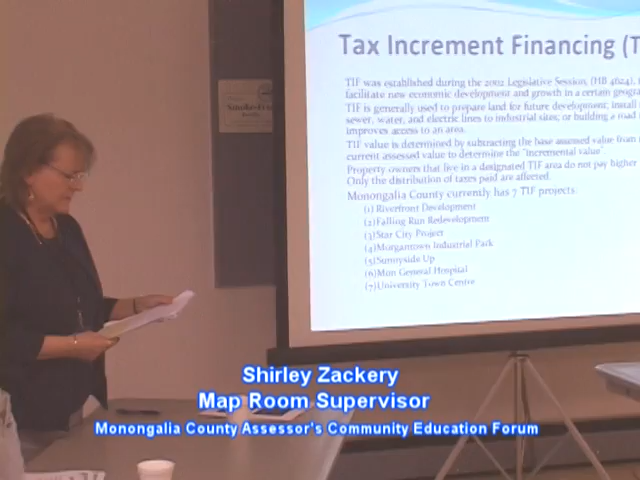 Tax Increment Financing (T
TIF was established during the 2002 Legislative Session, (HB 4624),
facilitate new economic development and growth in a certain geogra
TIF is generally used to prepare land for future development; install
sewer, water, and electric lines to industrial sites; or building a road
improves access to an area.
TIF value is determined by subtracting the base assessed value from
current assessed value to determine the "incremental value".
Property owners that live in a designated TIF area do not pay higher
Only the distribution of taxes paid are affected.
Monongalia County currently has 7 TIF projects:
(1) Riverfront Development
(2) Falling Run Redevelopment
(3) Star City Project
(4) Morgantown Industrial Park
(5) Sunnyside Up
(6) Mon General Hospital
(7) University Town Centre
Shirley Zackery
Map Room Supervisor
Monongalia County Assessor's Community Education Forum